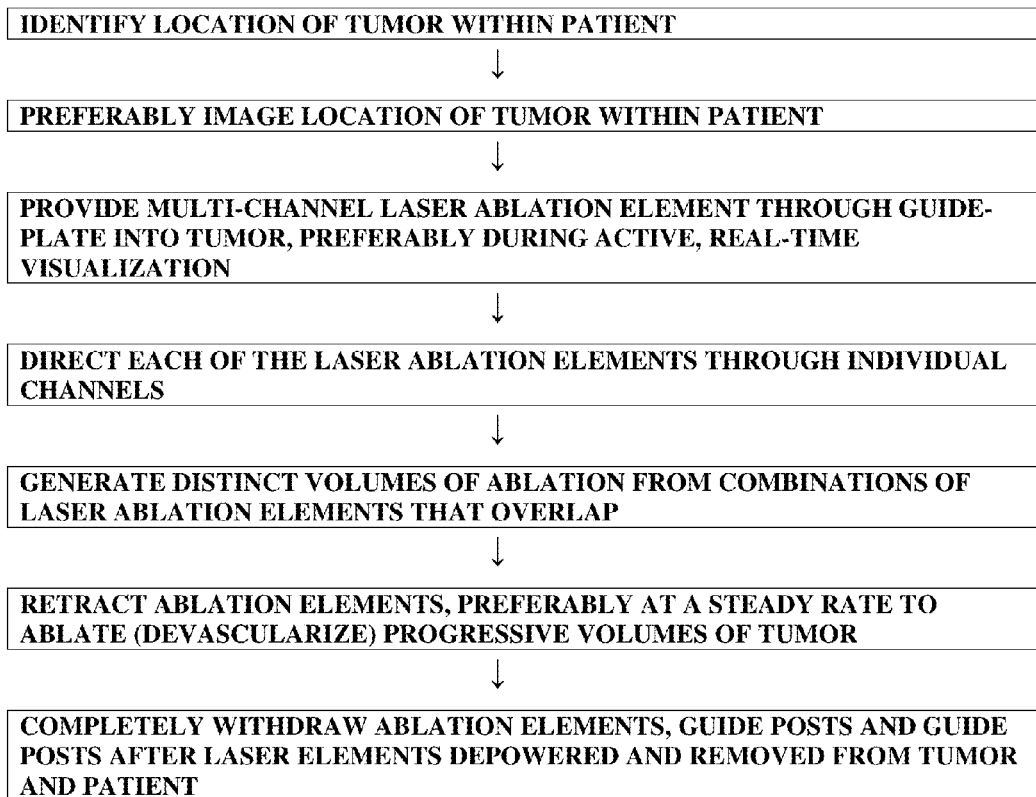 IDENTIFY LOCATION OF TUMOR WITHIN PATIENT
↓
PREFERABLY IMAGE LOCATION OF TUMOR WITHIN PATIENT
↓
PROVIDE MULTI-CHANNEL LASER ABLATION ELEMENT THROUGH GUIDE-
PLATE INTO TUMOR, PREFERABLY DURING ACTIVE, REAL-TIME
VISUALIZATION
↓
DIRECT EACH OF THE LASER ABLATION ELEMENTS THROUGH INDIVIDUAL
CHANNELS
↓
GENERATE DISTINCT VOLUMES OF ABLATION FROM COMBINATIONS OF
LASER ABLATION ELEMENTS THAT OVERLAP
↓
RETRACT ABLATION ELEMENTS, PREFERABLY AT A STEADY RATE TO
ABLATE (DEVASCULARIZE) PROGRESSIVE VOLUMES OF TUMOR
↓
COMPLETELY WITHDRAW ABLATION ELEMENTS, GUIDE POSTS AND GUIDE
POSTS AFTER LASER ELEMENTS DEPOWERED AND REMOVED FROM TUMOR
AND PATIENT